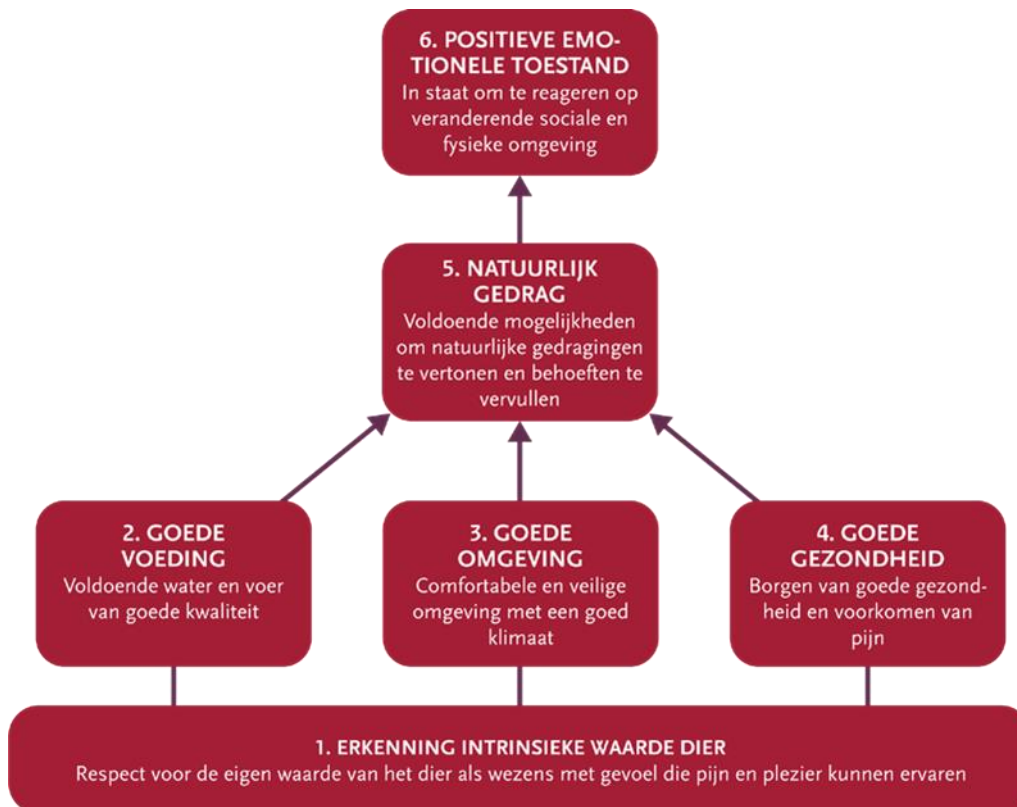 6. POSITIEVE EMO-
TIONELE TOESTAND
In staat om te reageren op
veranderende sociale en
fysieke omgeving
5. NATUURLIJK
GEDRAG
Voldoende mogelijkheden
om natuurlijke gedragingen
te vertonen en behoeften te
vervullen
2. GOEDE
VOEDING
Voldoende water en voer
van goede kwaliteit
3. GOEDE
OMGEVING
Comfortabele en veilige
omgeving met een goed
klimaat
4. GOEDE
GEZONDHEID
Borgen van goede gezond-
heid en voorkomen van
pijn
1. ERKENNING INTRINSIEKE WAARDE DIER
Respect voor de eigen waarde van het dier als wezens met gevoel die pijn en plezier kunnen ervaren